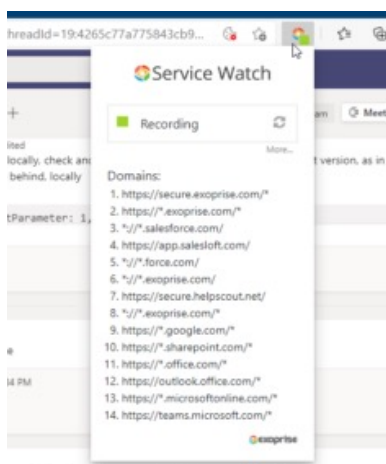 hreadId=19:4265c77a775843cb9...
Service Watch
Recording
More...
Meet
locally. check and
t version, as in
behind, locally
tParameter: 1,
Domains:
1. https://secure.exoprise.com/*
2. https://*.exoprise.com/*
3. *://*.salesforce.com/
4. https://app.salesloft.com/
5. *://*.force.com/
6. *://*.exoprise.com/
7. https://secure.helpscout.net/
8. *://*.exoprise.com/*
9. https://*.google.com/*
10. https://*.sharepoint.com/*
11. https://*.office.com/*
12. https://outlook.office.com/*
13. https://*.microsoftonline.com/*
14. https://teams.microsoft.com/*
4 PM
exoprise